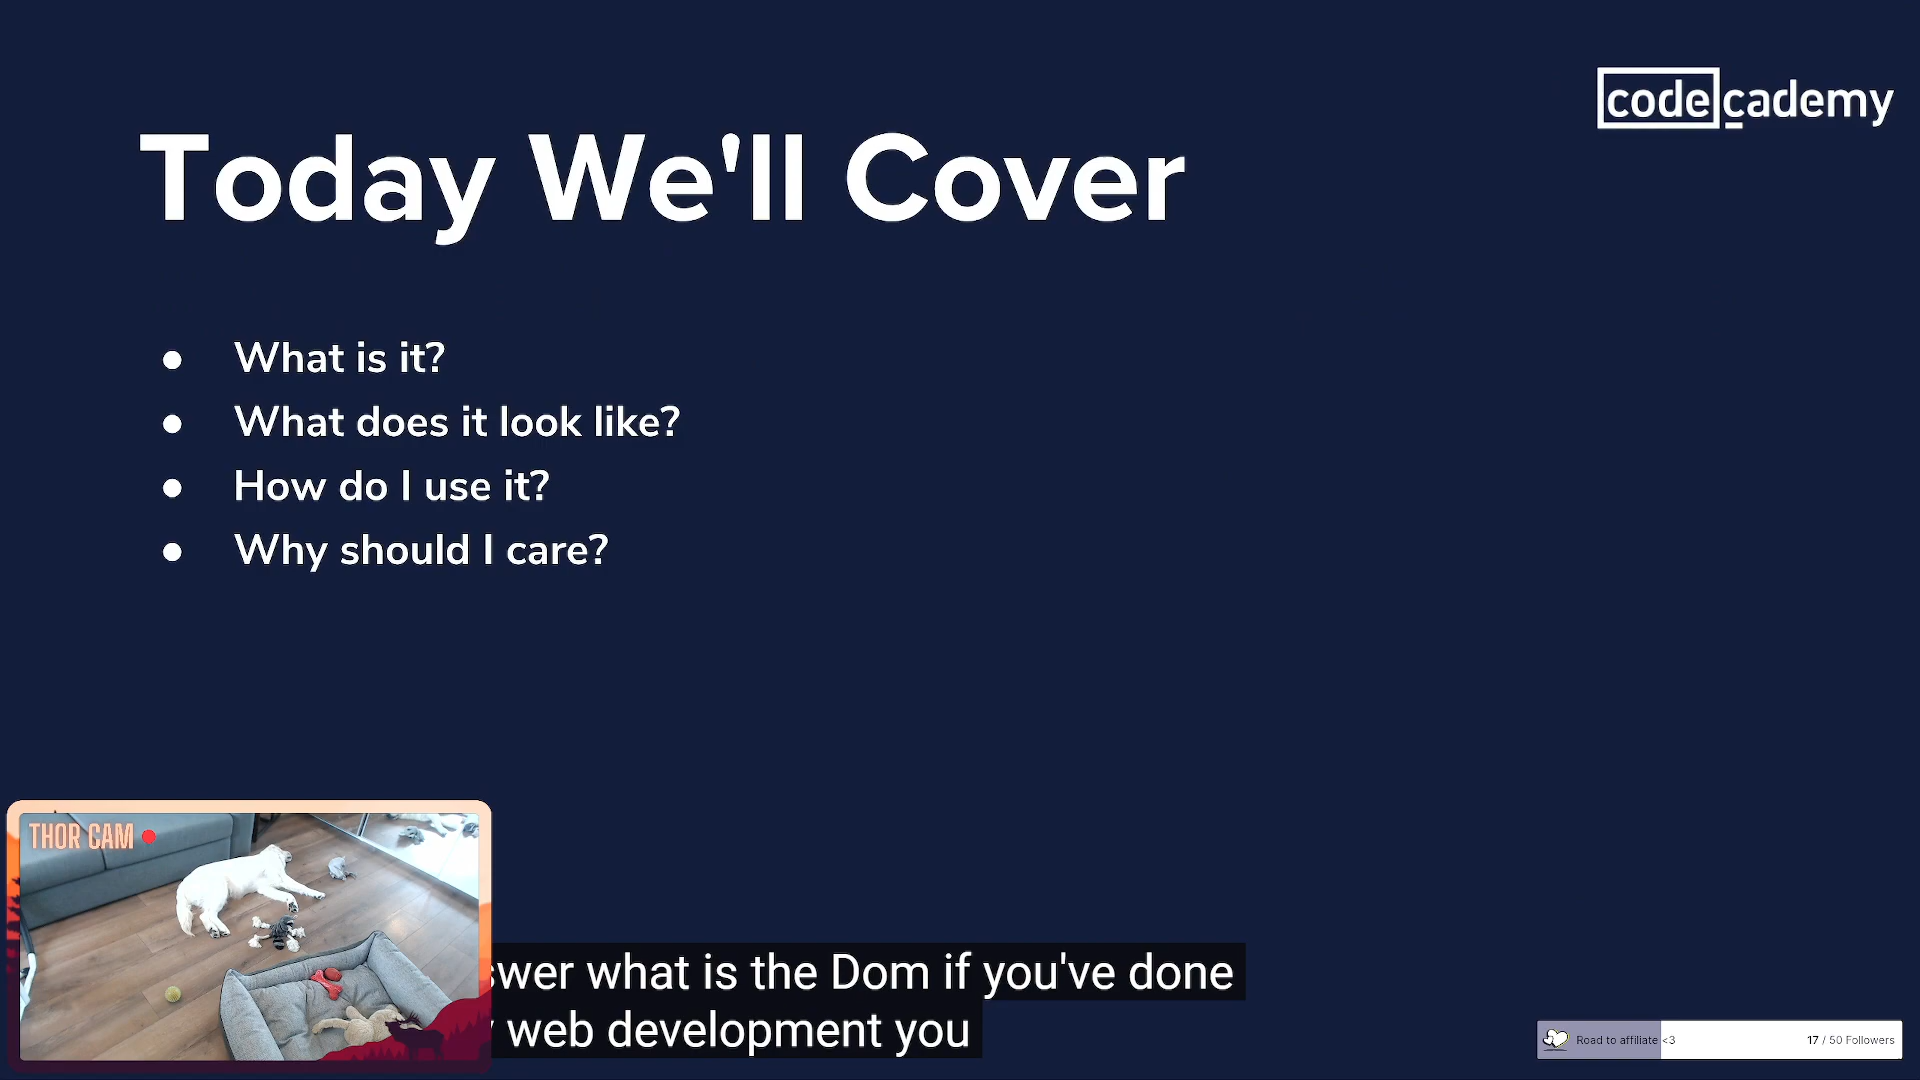 codecademy
Today We'll Cover
● What is it?
● What does it look like?
● How do I use it?
● Why should I care?
THOR CAM
what is the Dom if you've done
web development you
Road to affiliate <3
17 / 50 Followers